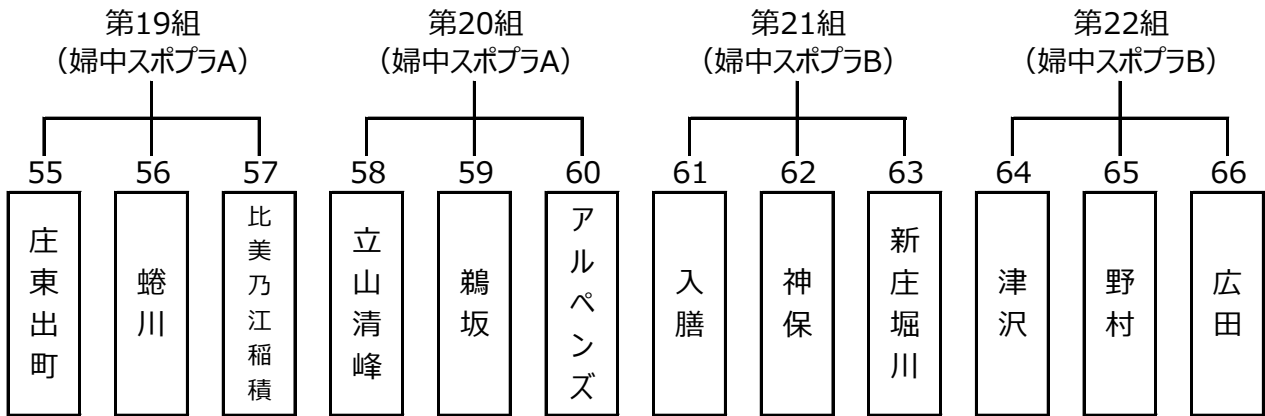 第19組
(婦中スポプラA)
第20組
(婦中スポプラA)
第21組
(婦中スポプラB)
第22組
(婦中スポプラB)
55
56
57
58
59
60
61
62
63
64
65
66
庄東出町
蜷川
比美乃江稲積
立山清峰
鵜坂
アルペンズ
入膳
神保
新庄堀川
津沢
野村
広田